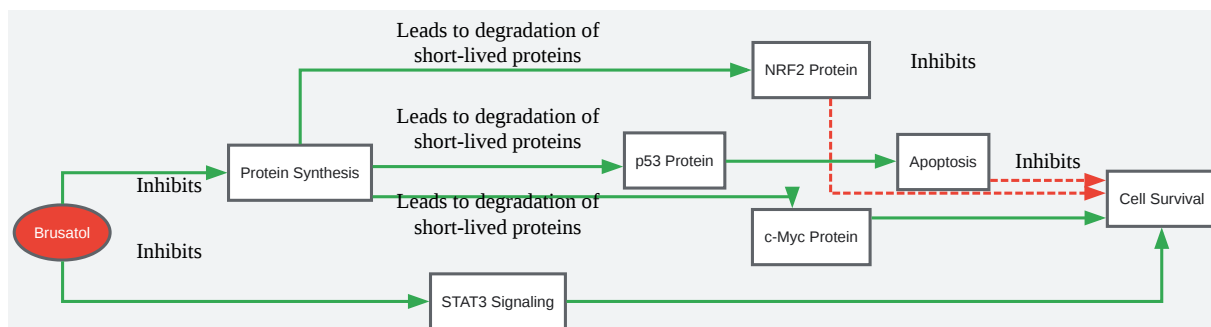 Leads to degradation of
short-lived proteins
NRF2 Protein
Inhibits
Leads to degradation of
short-lived proteins
p53 Protein
Apoptosis
Inhibits
Protein Synthesis
Inhibits
Cell Survival
Leads to degradation of
short-lived proteins
c-Myc Protein
Brusatol
Inhibits
STAT3 Signaling